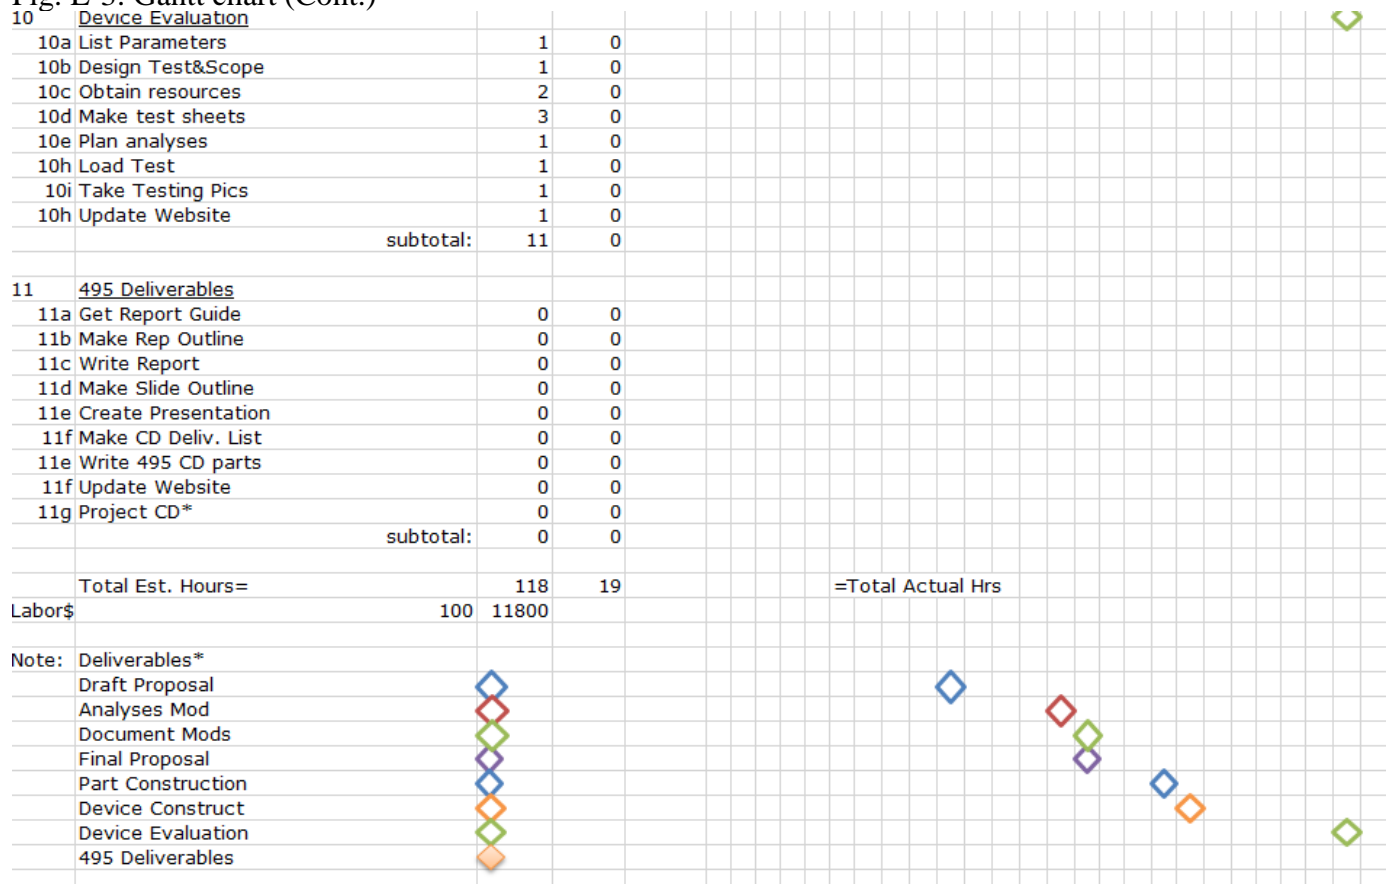 Fig. E-3: Gantt chart (Cont.)
10 Device Evaluation
10a List Parameters 1 0
10b Design Test&Scope 1 0
10c Obtain resources 2 0
10d Make test sheets 3 0
10e Plan analyses 1 0
10h Load Test 1 0
10i Take Testing Pics 1 0
10h Update Website 1 0
subtotal: 11 0
11 495 Deliverables
11a Get Report Guide 0 0
11b Make Rep Outline 0 0
11c Write Report 0 0
11d Make Slide Outline 0 0
11e Create Presentation 0 0
11f Make CD Deliv. List 0 0
11e Write 495 CD parts 0 0
11f Update Website 0 0
11g Project CD* 0 0
subtotal: 0 0
Total Est. Hours= 118 19 =Total Actual Hrs
Labor$ 100 11800
Note: Deliverables*
Draft Proposal
Analyses Mod
Document Mods
Final Proposal
Part Construction
Device Construct
Device Evaluation
495 Deliverables